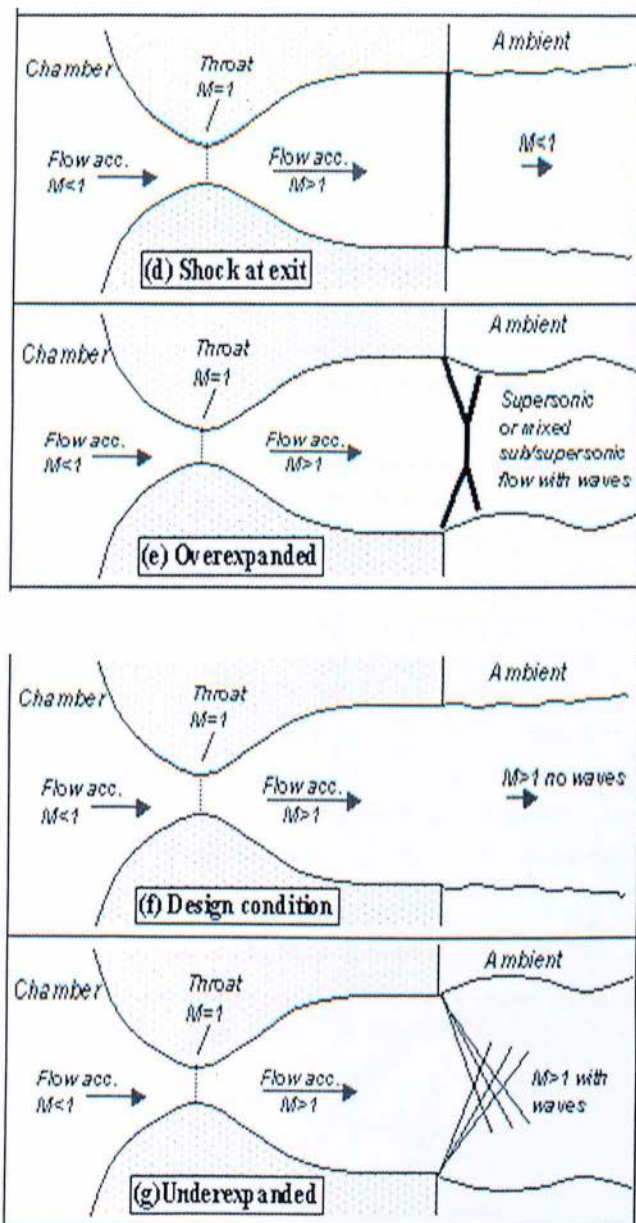 Ambient
Chamber
Throat
M=1
Flow acc.
M<1
Flow acc.
M>1
M<1
(d) Shock at exit
Ambient
Chamber
Throat
M=1
Flow acc.
M<1
Flow acc.
M>1
Supersonic
or mixed
sub/supersonic
flow with waves
(e) Overexpanded
Ambient
Chamber
Throat
M=1
Flow acc.
M<1
Flow acc.
M>1
M>1 no waves
(f) Design condition
Ambient
Chamber
Throat
M=1
Flow acc.
M<1
Flow acc.
M>1
M>1 with
waves
(g)Underexpanded